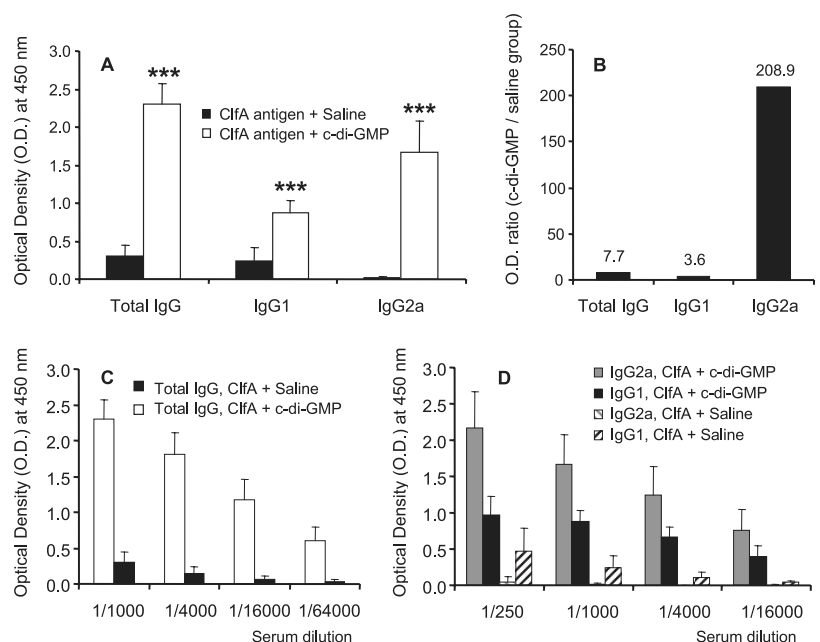 A
Optical Density (O.D.) at 450 nm
3.0
2.5
2.0
1.5
1.0
0.5
0.0
***
***
***
ClfA antigen + Saline
ClfA antigen + c-di-GMP
Total IgG IgG1 IgG2a
B
O.D. ratio (c-di-GMP / saline group)
250
200
150
100
50
0
7.7
3.6
208.9
Total IgG IgG1 IgG2a
C
Optical Density (O.D.) at 450 nm
3.0
2.5
2.0
1.5
1.0
0.5
0.0
Total IgG, ClfA + Saline
Total IgG, ClfA + c-di-GMP
1/1000 1/4000 1/16000 1/64000
Serum dilution
D
Optical Density (O.D.) at 450 nm
3.0
2.5
2.0
1.5
1.0
0.5
0.0
IgG2a, ClfA + c-di-GMP
IgG1, ClfA + c-di-GMP
IgG2a, ClfA + Saline
IgG1, ClfA + Saline
1/250 1/1000 1/4000 1/16000
Serum dilution